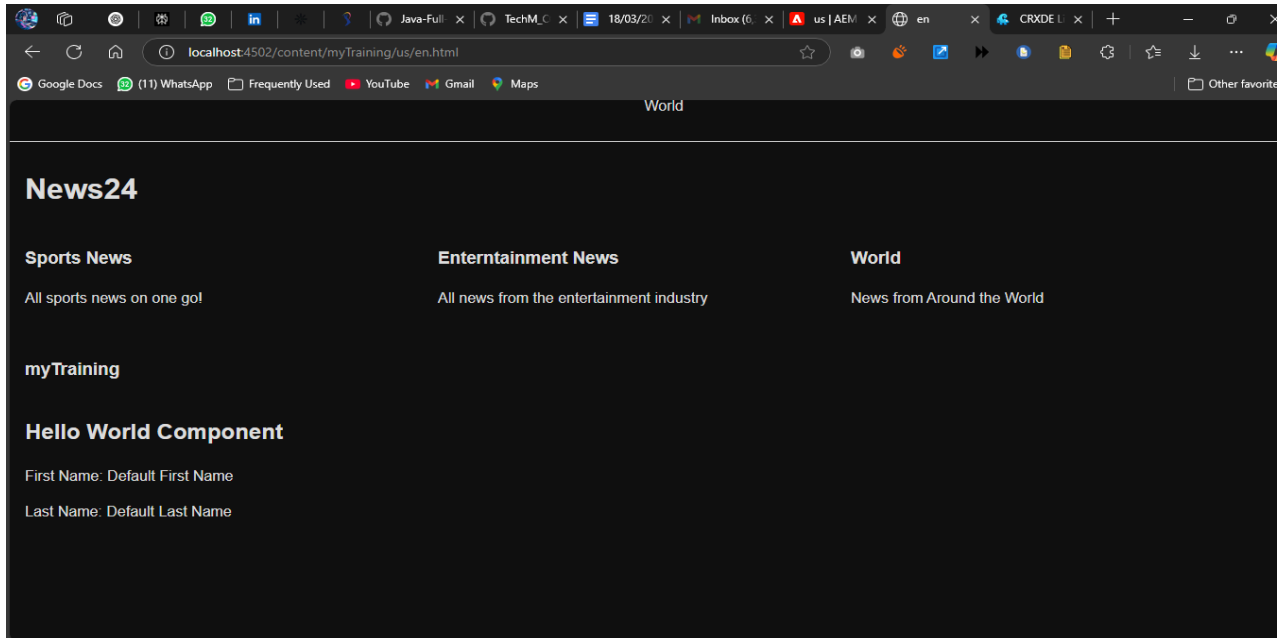 Java-Full- TechM_C 18/03/20 Inbox (6, us | AEM en CRXDE Li
localhost:4502/content/myTraining/us/en.html
Google Docs (11) WhatsApp Frequently Used YouTube Gmail Maps Other favorite
World
News24
Sports News Enterntainment News World
All sports news on one go! All news from the entertainment industry News from Around the World
myTraining
Hello World Component
First Name: Default First Name
Last Name: Default Last Name